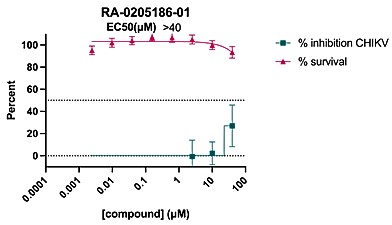 RA-0205186-01
EC50(µM) >40
% inhibition CHIKV
% survival
Percent
100
80
60
40
20
0
0.0001
0.001
0.01
0.1
1
10
100
[compound] (µM)